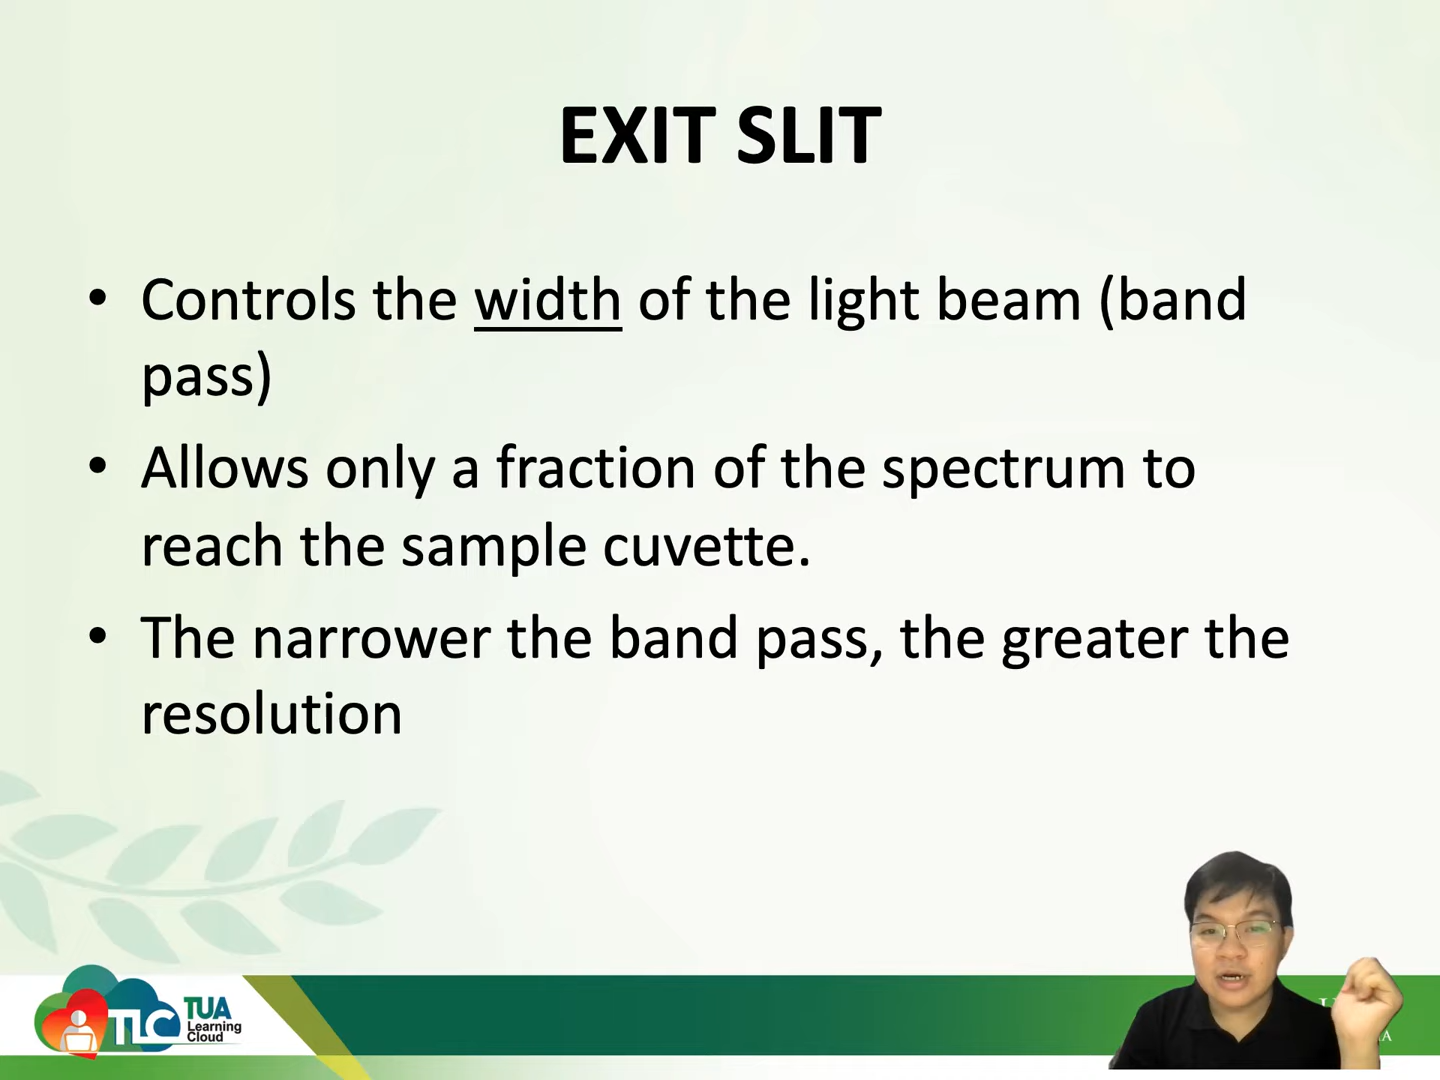 EXIT SLIT
• Controls the width of the light beam (band
pass)
• Allows only a fraction of the spectrum to
reach the sample cuvette.
• The narrower the band pass, the greater the
resolution
TLC
TUA
Learning
Cloud